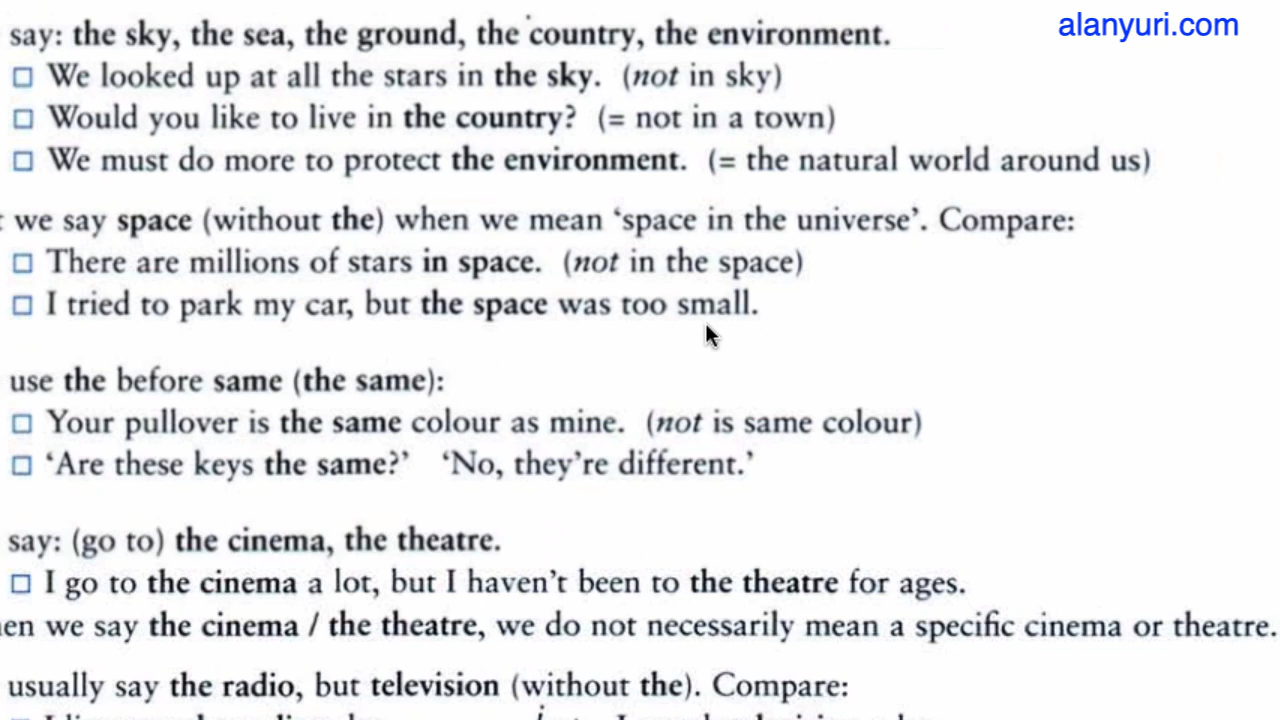 alanyuri.com
say: the sky, the sea, the ground, the country, the environment.
We looked up at all the stars in the sky. (not in sky)
Would you like to live in the country? (= not in a town)
We must do more to protect the environment. (= the natural world around us)
we say space (without the) when we mean ‘space in the universe’. Compare:
There are millions of stars in space. (not in the space)
I tried to park my car, but the space was too small.
use the before same (the same):
Your pullover is the same colour as mine. (not is same colour)
‘Are these keys the same?’ ‘No, they’re different.’
say: (go to) the cinema, the theatre.
I go to the cinema a lot, but I haven’t been to the theatre for ages.
en we say the cinema / the theatre, we do not necessarily mean a specific cinema or theatre.
usually say the radio, but television (without the). Compare: